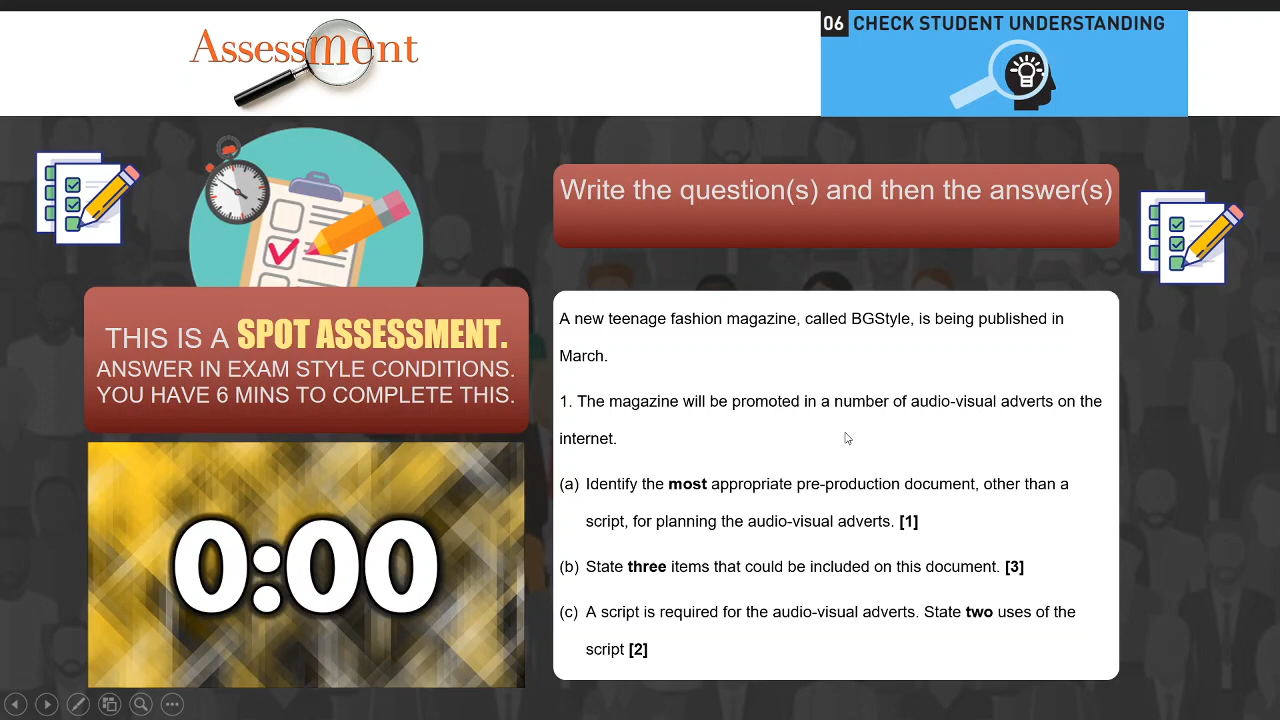 Assessment
06 CHECK STUDENT UNDERSTANDING
Write the question(s) and then the answer(s)
THIS IS A SPOT ASSESSMENT.
ANSWER IN EXAM STYLE CONDITIONS.
YOU HAVE 6 MINS TO COMPLETE THIS.
0:00
A new teenage fashion magazine, called BGStyle, is being published in
March.
1. The magazine will be promoted in a number of audio-visual adverts on the
internet.
(a) Identify the most appropriate pre-production document, other than a
script, for planning the audio-visual adverts. [1]
(b) State three items that could be included on this document. [3]
(c) A script is required for the audio-visual adverts. State two uses of the
script [2]